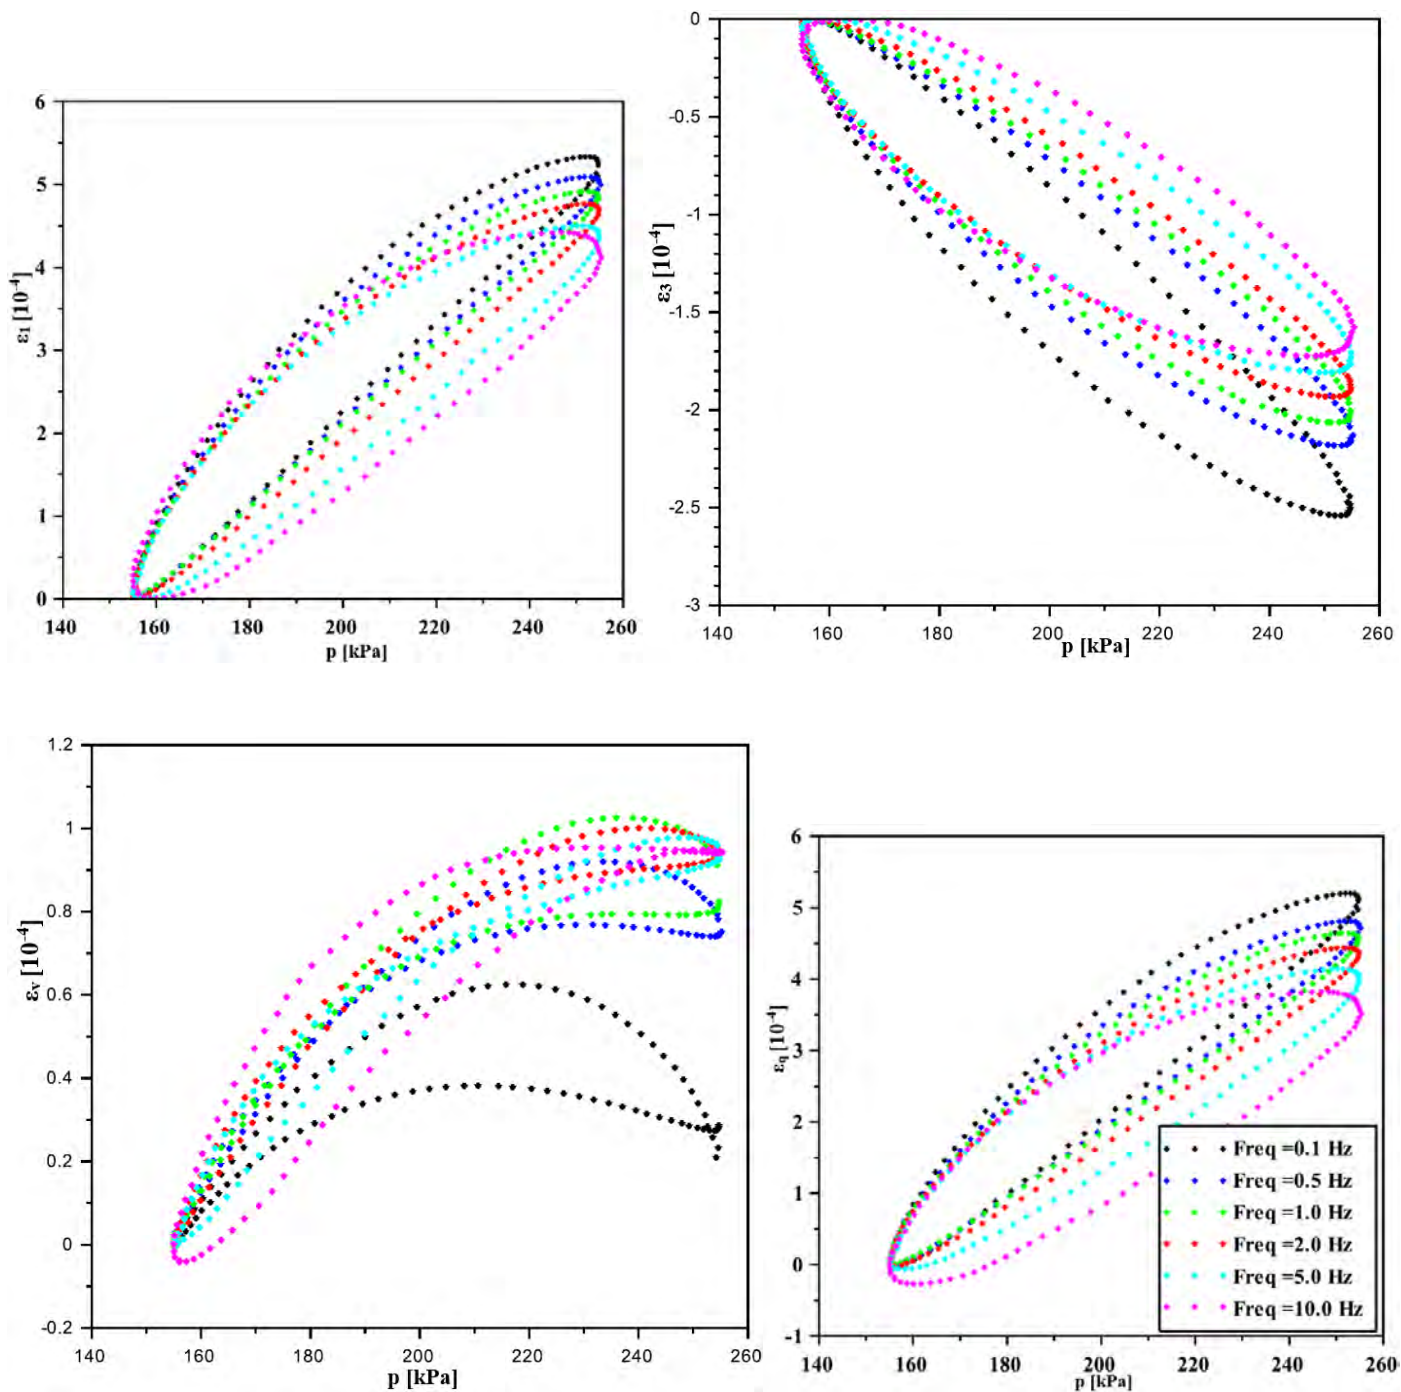 6
5
4
3
2
1
0
140 160 180 200 220 240 260
ε₁ [10⁻⁴]
p [kPa]
0
-0.5
-1
-1.5
-2
-2.5
-3
140 160 180 200 220 240 260
ε₃ [10⁻⁴]
p [kPa]
1.2
1
0.8
0.6
0.4
0.2
0
-0.2
140 160 180 200 220 240 260
εᵥ [10⁻⁴]
p [kPa]
6
5
4
3
2
1
0
-1
140 160 180 200 220 240 260
ε_q [10⁻⁴]
p [kPa]
Freq =0.1 Hz
Freq =0.5 Hz
Freq =1.0 Hz
Freq =2.0 Hz
Freq =5.0 Hz
Freq =10.0 Hz